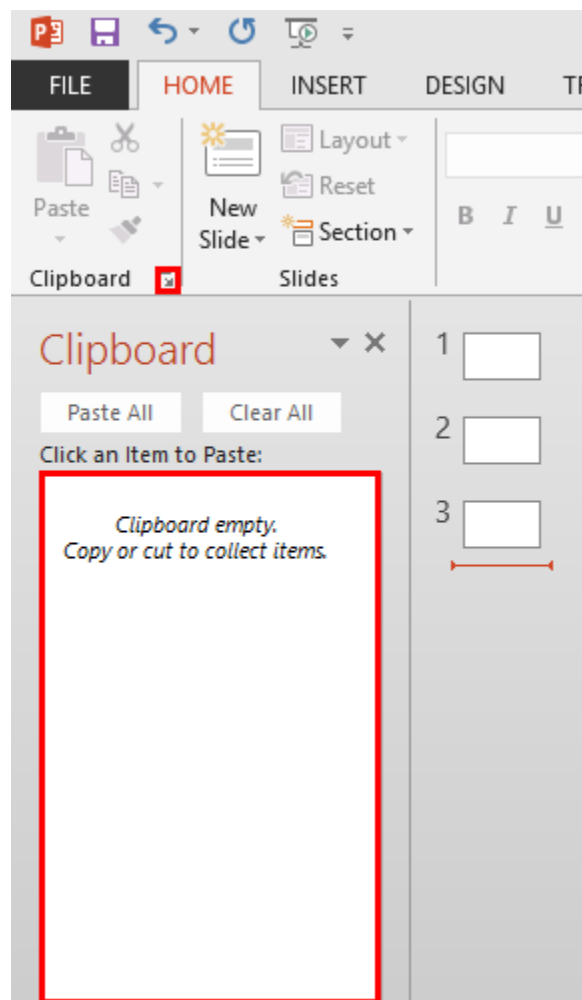 FILE HOME INSERT DESIGN
Layout
Reset
Paste
New
Slide
Section
B I U
Clipboard
Slides
Clipboard
Paste All Clear All
Click an Item to Paste:
Clipboard empty.
Copy or cut to collect items.
1
2
3